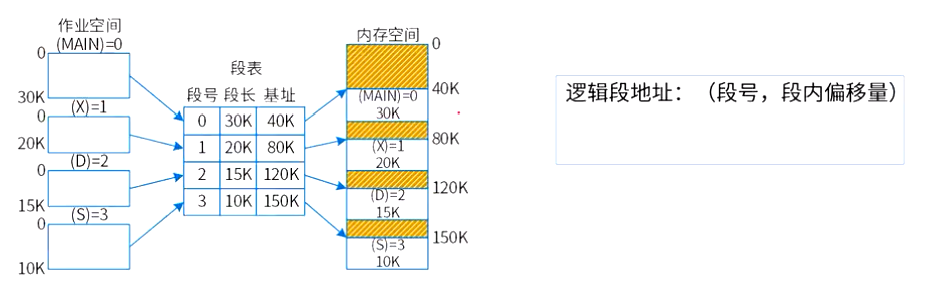 作业空间
(MAIN)=0
0
30K
(X)=1
0
20K
(D)=2
0
15K
(S)=3
0
10K
段表
段号 段长 基址
0 30K 40K
1 20K 80K
2 15K 120K
3 10K 150K
内存空间
0
40K
(MAIN)=0
30K
80K
(X)=1
20K
120K
(D)=2
15K
150K
(S)=3
10K
逻辑段地址：（段号，段内偏移量）